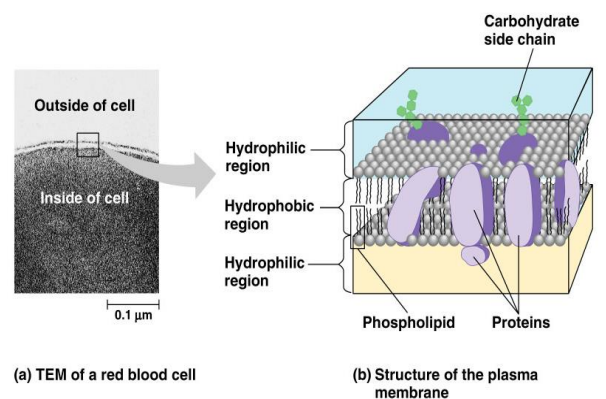 Carbohydrate
side chain
Outside of cell
Hydrophilic
region
Inside of cell
Hydrophobic
region
Hydrophilic
region
0.1 µm
Phospholipid
Proteins
(a) TEM of a red blood cell
(b) Structure of the plasma
membrane